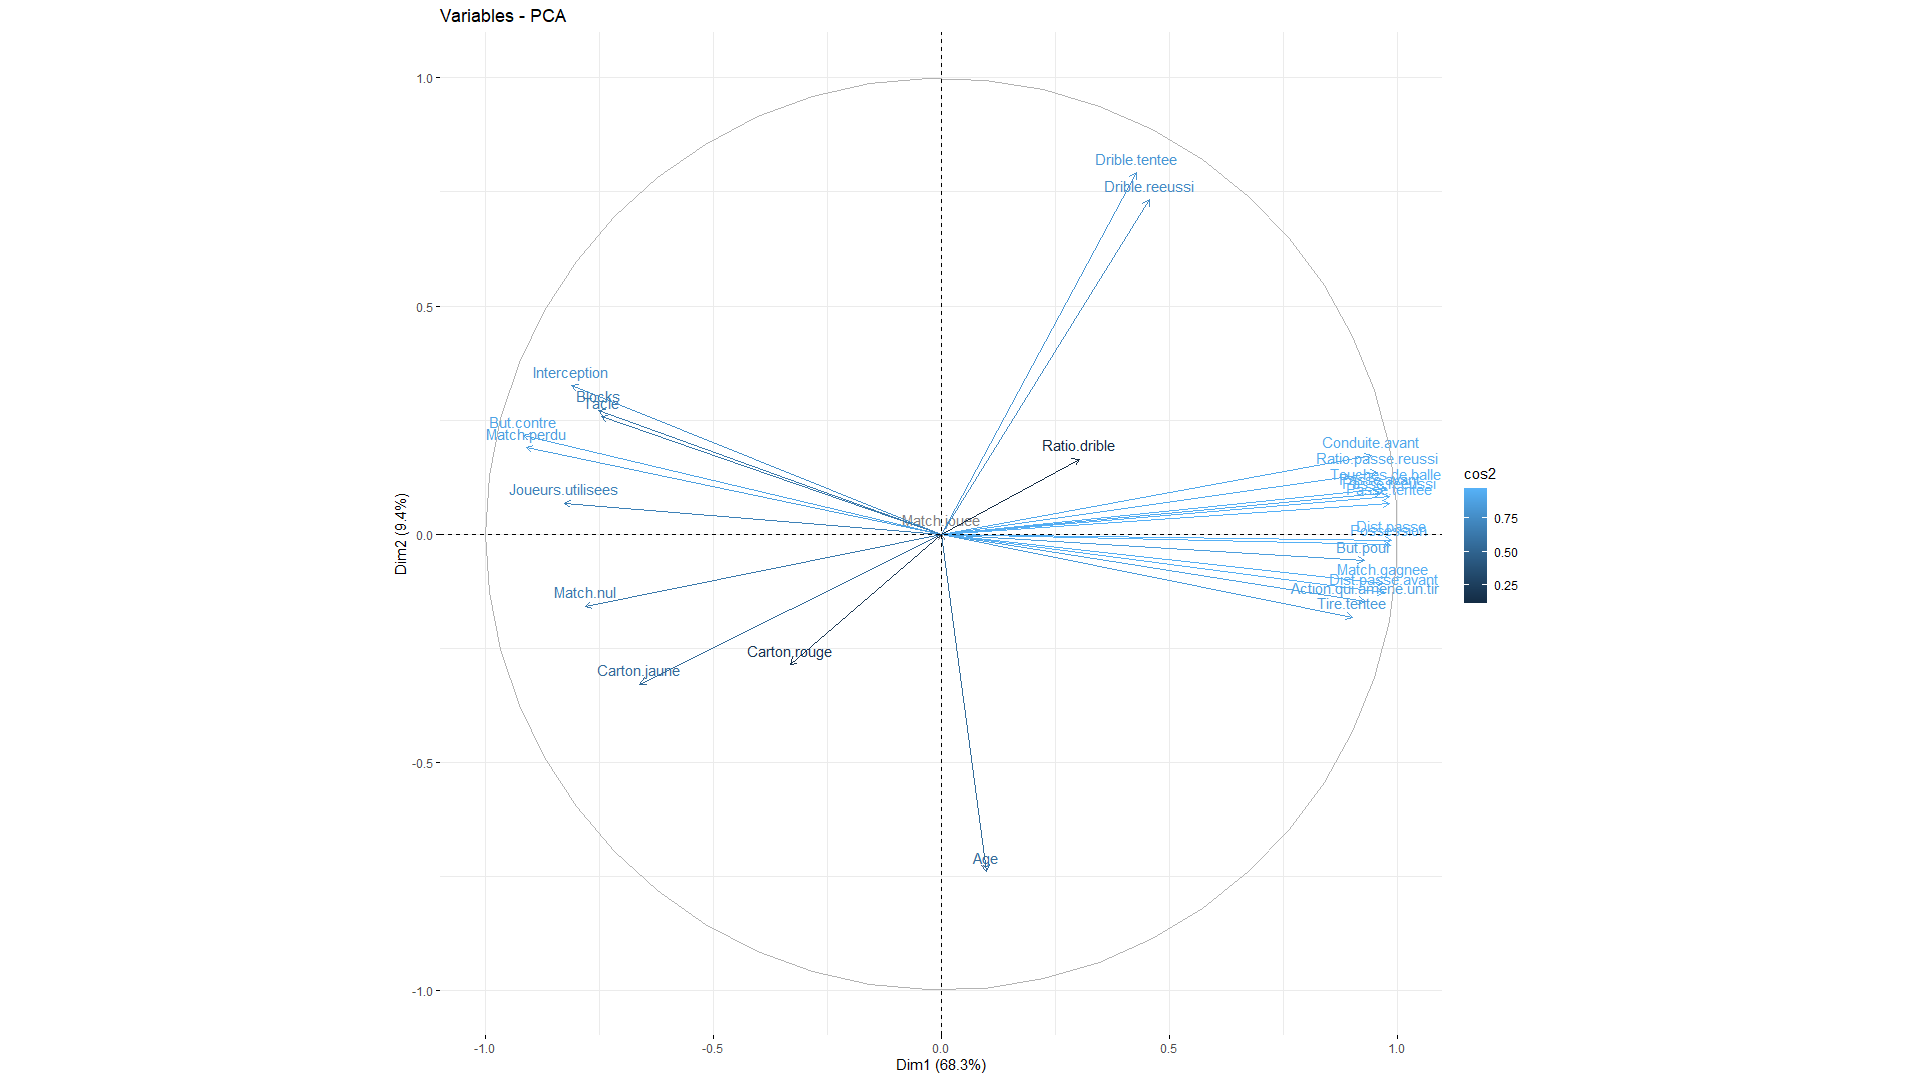 Variables - PCA
1.0
Drible.tentee
Drible.reeussi
0.5
Interception
Blocks
Tacle
But.contre
Match.perdu
Ratio.drible
Conduite.avant
Ratio.passe.reussi
Touches.de.balle
Passe.avant
Passe.reussi
Passe.tentee
Joueurs.utilisees
Match.jouee
Dist.passe
Possession
But.pour
Match.gagnee
Dist.passe.avant
Action.qui.amene.un.tir
Tire.tentee
0.0
Dim2 (9.4%)
Match.nul
Carton.rouge
Carton.jaune
-0.5
Age
-1.0
-1.0
-0.5
0.0
0.5
1.0
Dim1 (68.3%)
cos2
0.75
0.50
0.25